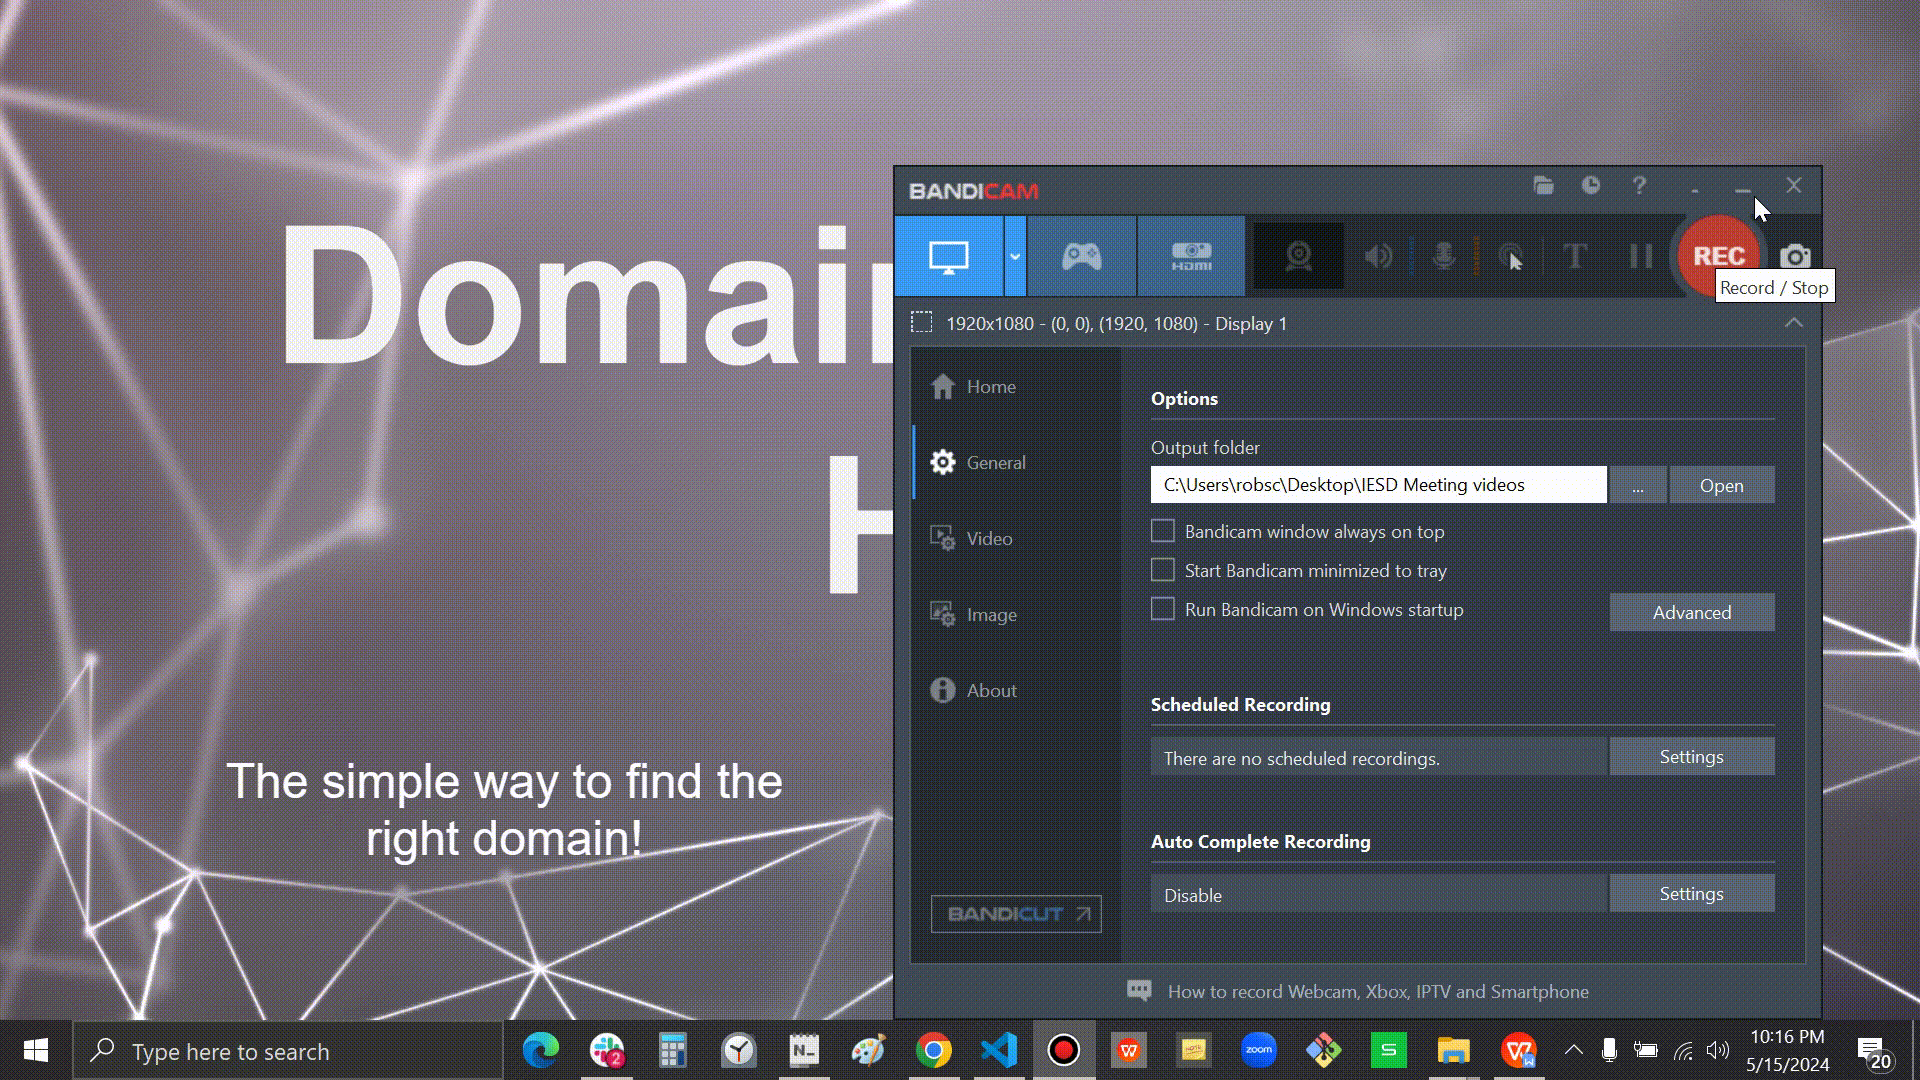 Domain
H
The simple way to find the
right domain!
BANDICAM
HDMI
T
REC
Record / Stop
1920x1080 - (0, 0), (1920, 1080) - Display 1
Home
General
Video
Image
About
BANDICUT
Options
Output folder
C:\Users\robsc\Desktop\IESD Meeting videos
...
Open
Bandicam window always on top
Start Bandicam minimized to tray
Run Bandicam on Windows startup
Advanced
Scheduled Recording
There are no scheduled recordings.
Settings
Auto Complete Recording
Disable
Settings
How to record Webcam, Xbox, IPTV and Smartphone
Type here to search
2
N
zoom
S
10:16 PM
5/15/2024
20